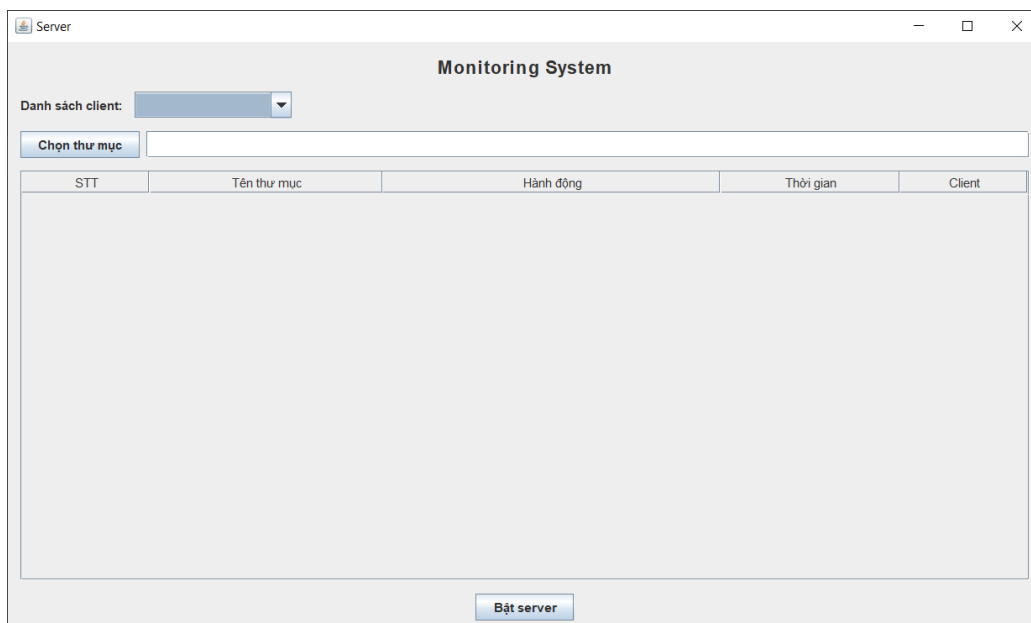 Server
Monitoring System
Danh sách client:
Chọn thư mục
STT Tên thư mục Hành động Thời gian Client
Bật server